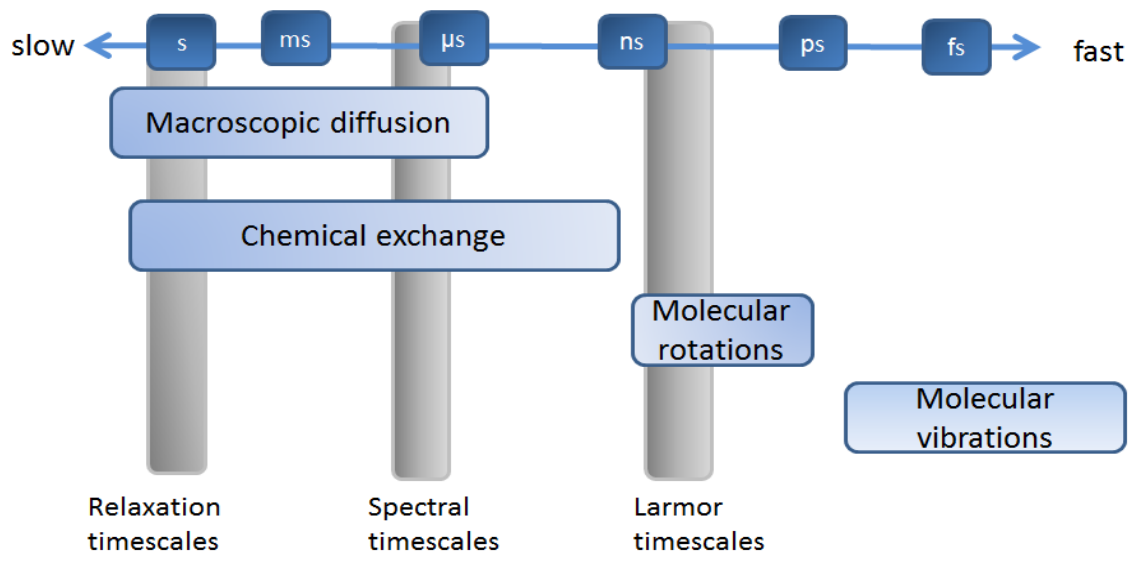 slow
s
ms
µs
ns
ps
fs
fast
Macroscopic diffusion
Chemical exchange
Molecular
rotations
Molecular
vibrations
Relaxation
timescales
Spectral
timescales
Larmor
timescales